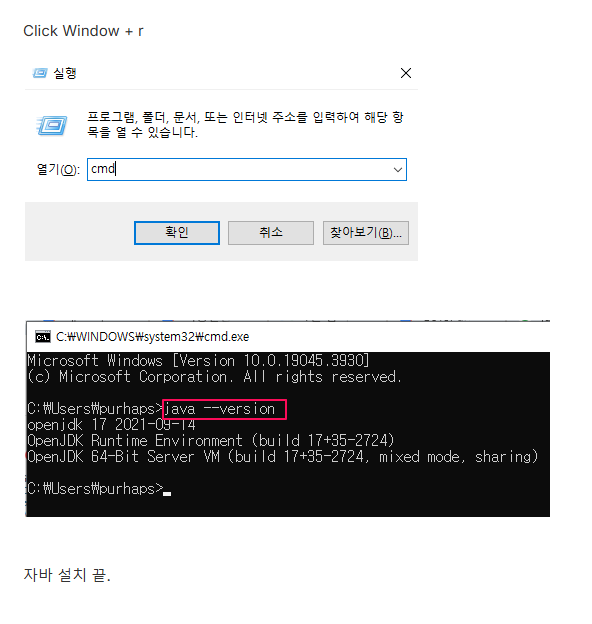 Click Window + r
실행
프로그램, 폴더, 문서, 또는 인터넷 주소를 입력하여 해당 항
목을 열 수 있습니다.
열기(O): cmd
확인 취소 찾아보기(B)...
C:₩WINDOWS₩system32₩cmd.exe
Microsoft Windows [Version 10.0.19045.3930]
(c) Microsoft Corporation. All rights reserved.
C:₩Users₩purhaps>java --version
openjdk 17 2021-09-14
OpenJDK Runtime Environment (build 17+35-2724)
OpenJDK 64-Bit Server VM (build 17+35-2724, mixed mode, sharing)
C:₩Users₩purhaps>
자바 설치 끝.